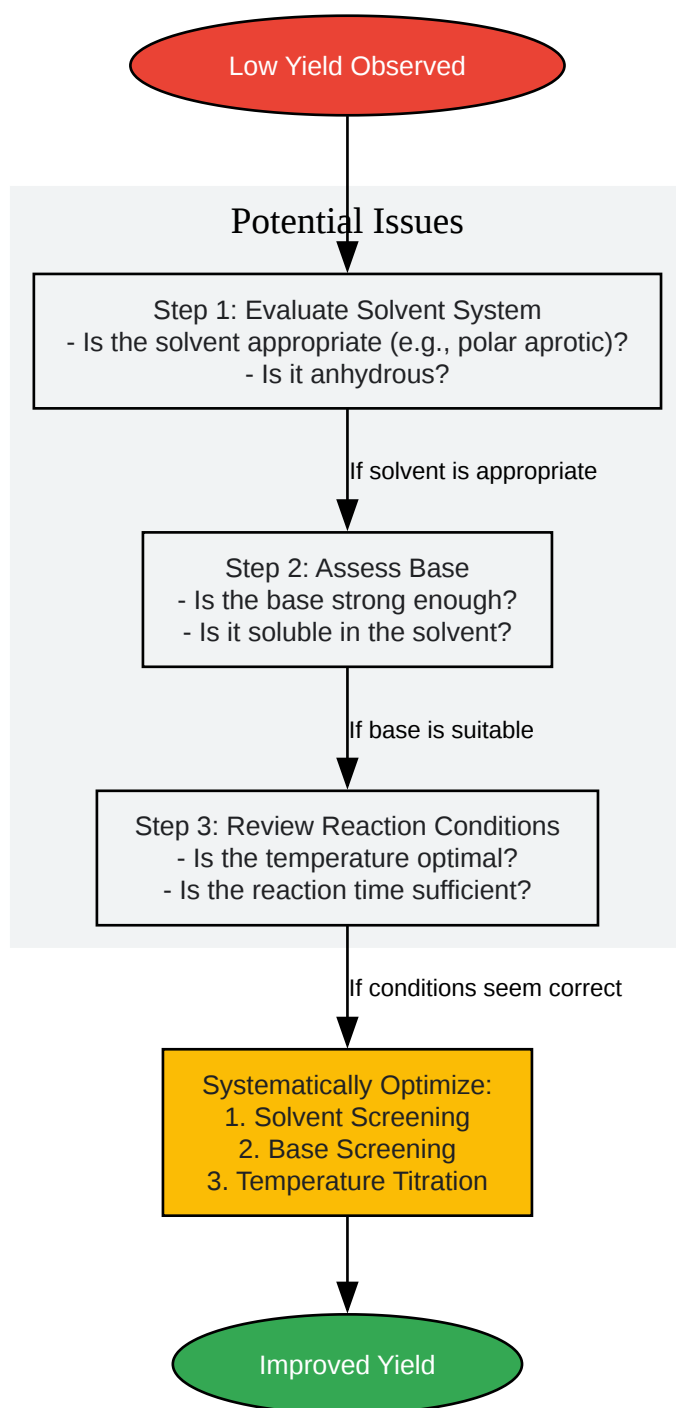 Low Yield Observed
Potential Issues
Step 1: Evaluate Solvent System
- Is the solvent appropriate (e.g., polar aprotic)?
- Is it anhydrous?
If solvent is appropriate
Step 2: Assess Base
- Is the base strong enough?
- Is it soluble in the solvent?
If base is suitable
Step 3: Review Reaction Conditions
- Is the temperature optimal?
- Is the reaction time sufficient?
If conditions seem correct
Systematically Optimize:
1. Solvent Screening
2. Base Screening
3. Temperature Titration
Improved Yield